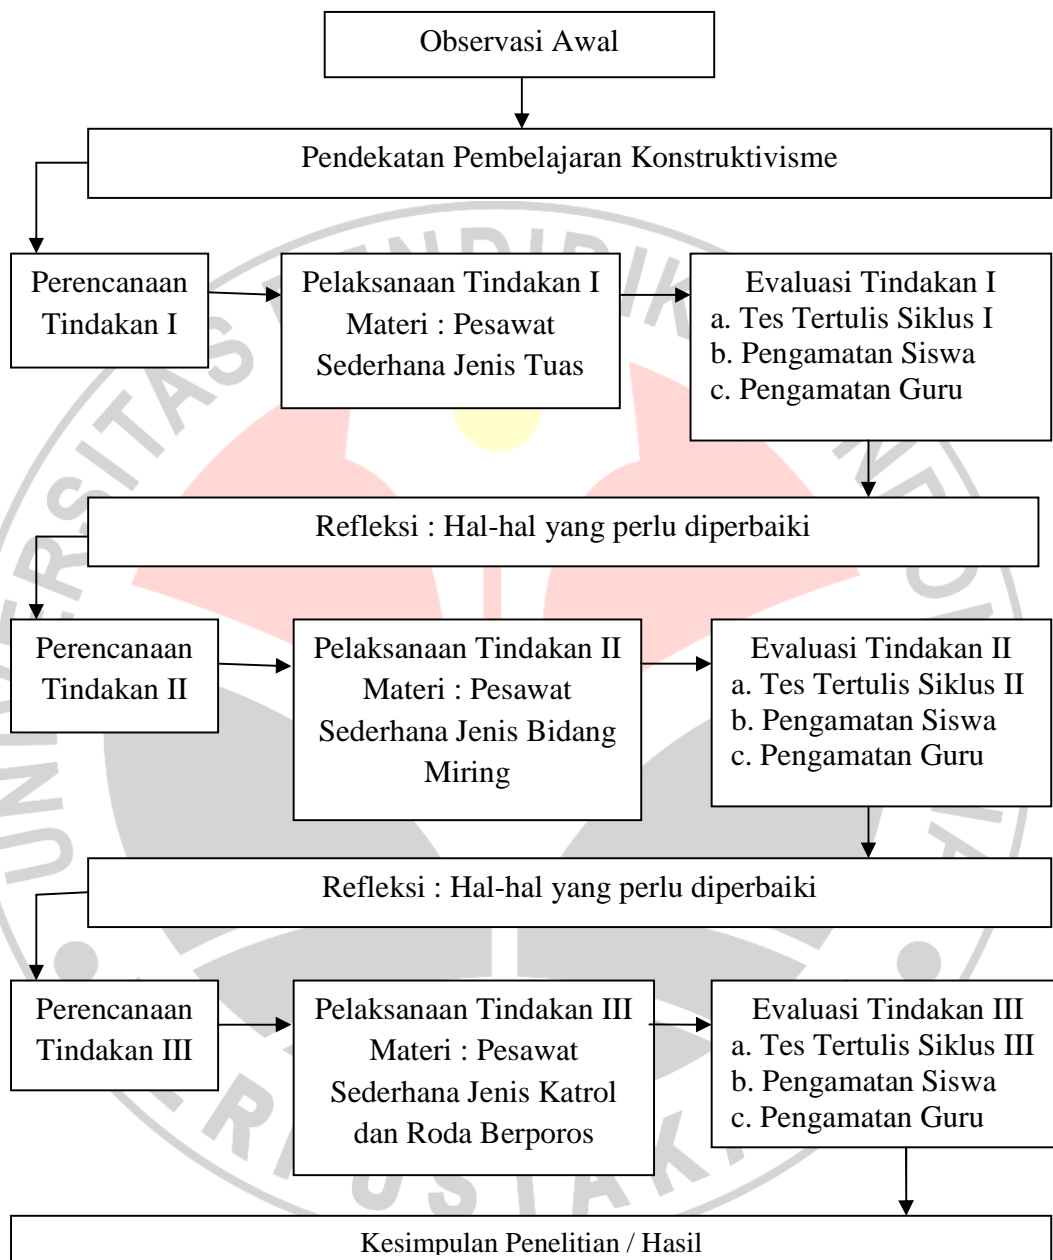 Observasi Awal
Pendekatan Pembelajaran Konstruktivisme
Perencanaan
Tindakan I
Pelaksanaan Tindakan I
Materi : Pesawat
Sederhana Jenis Tuas
Evaluasi Tindakan I
a. Tes Tertulis Siklus I
b. Pengamatan Siswa
c. Pengamatan Guru
Refleksi : Hal-hal yang perlu diperbaiki
Perencanaan
Tindakan II
Pelaksanaan Tindakan II
Materi : Pesawat
Sederhana Jenis Bidang
Miring
Evaluasi Tindakan II
a. Tes Tertulis Siklus II
b. Pengamatan Siswa
c. Pengamatan Guru
Refleksi : Hal-hal yang perlu diperbaiki
Perencanaan
Tindakan III
Pelaksanaan Tindakan III
Materi : Pesawat
Sederhana Jenis Katrol
dan Roda Berporos
Evaluasi Tindakan III
a. Tes Tertulis Siklus III
b. Pengamatan Siswa
c. Pengamatan Guru
Kesimpulan Penelitian / Hasil